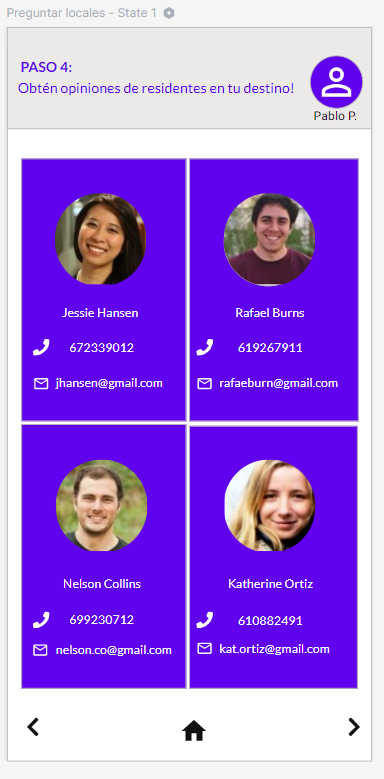 Preguntar locales - State 1
PASO 4:
Obtén opiniones de residentes en tu destino!
Pablo P.
Jessie Hansen
672339012
jhansen@gmail.com
Rafael Burns
619267911
rafaeburn@gmail.com
Nelson Collins
699230712
nelson.co@gmail.com
Katherine Ortiz
610882491
kat.ortiz@gmail.com